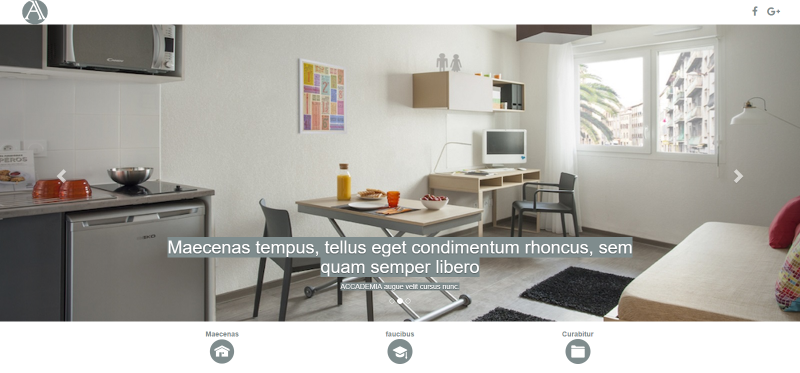 Maecenas tempus, tellus eget condimentum rhoncus, sem
quam semper libero
ACCADEMIA augue velit cursus nunc.
Maecenas
faucibus
Curabitur